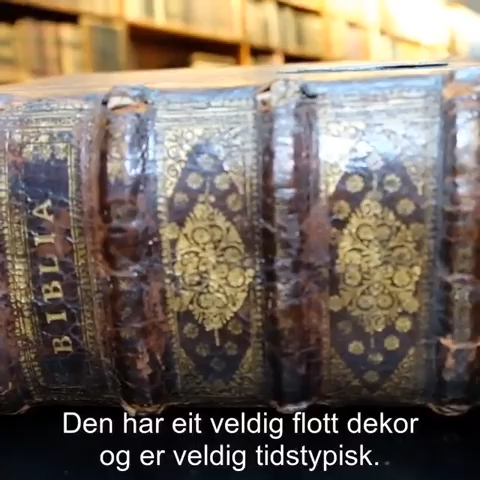 BIBLIA
Den har eit veldig flott dekor
og er veldig tidstypisk.